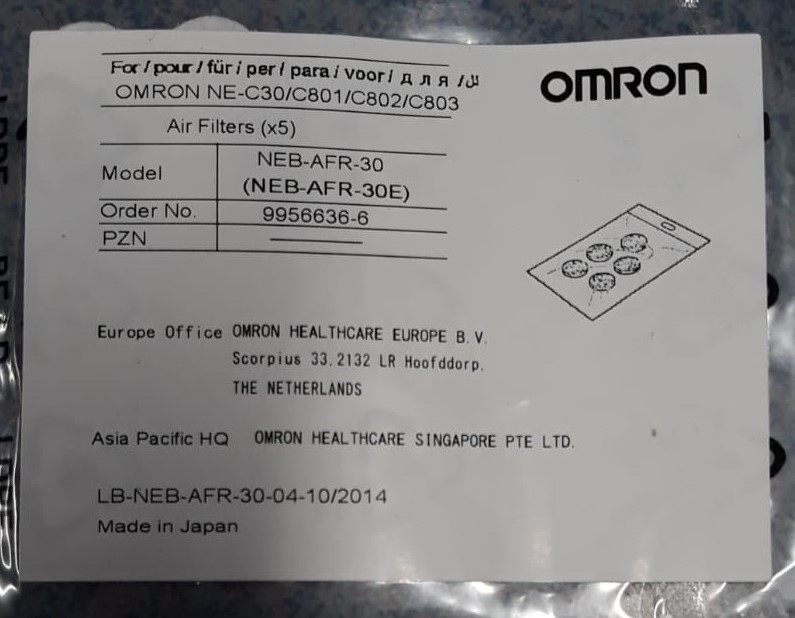 For / pour / für / per / para / voor / для /
OMRON
OMRON NE-C30/C801/C802/C803
Air Filters (x5)
Model NEB-AFR-30
(NEB-AFR-30E)
Order No. 9956636-6
PZN ————
Europe Office OMRON HEALTHCARE EUROPE B.V.
Scorpius 33, 2132 LR Hoofddorp.
THE NETHERLANDS
Asia Pacific HQ OMRON HEALTHCARE SINGAPORE PTE LTD.
LB-NEB-AFR-30-04-10/2014
Made in Japan